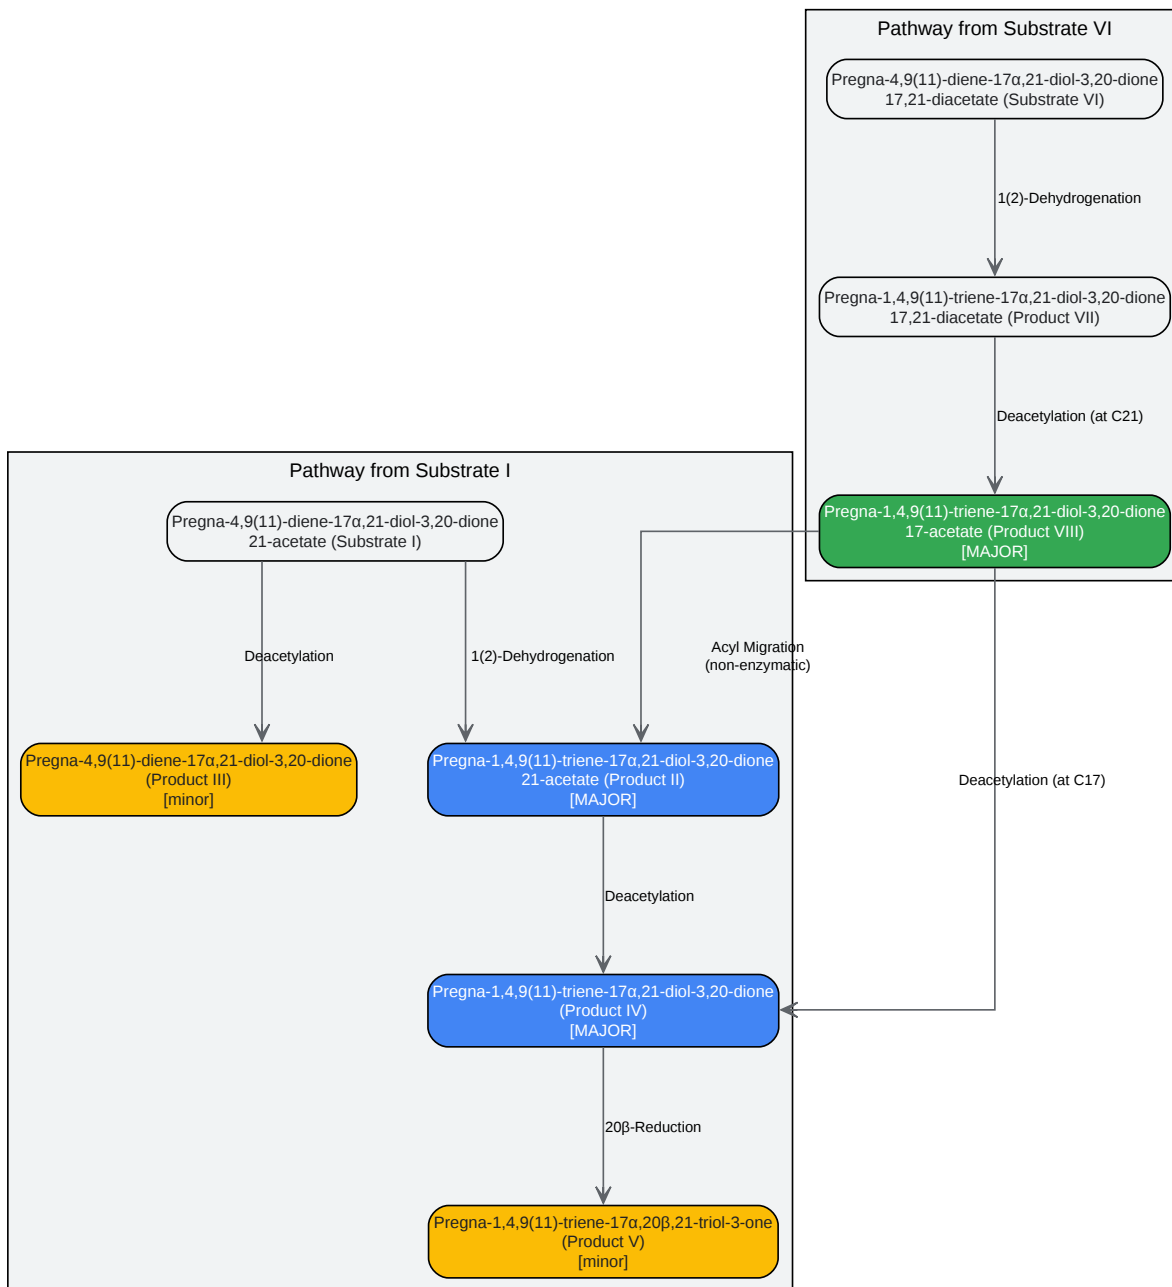 Pathway from Substrate VI
Pregna-4,9(11)-diene-17α,21-diol-3,20-dione
17,21-diacetate (Substrate VI)
1(2)-Dehydrogenation
Pregna-1,4,9(11)-triene-17α,21-diol-3,20-dione
17,21-diacetate (Product VII)
Deacetylation (at C21)
Pregna-1,4,9(11)-triene-17α,21-diol-3,20-dione
17-acetate (Product VIII)
[MAJOR]
Pathway from Substrate I
Pregna-4,9(11)-diene-17α,21-diol-3,20-dione
21-acetate (Substrate I)
Deacetylation
1(2)-Dehydrogenation
Acyl Migration
(non-enzymatic)
Pregna-4,9(11)-diene-17α,21-diol-3,20-dione
(Product III)
[minor]
Pregna-1,4,9(11)-triene-17α,21-diol-3,20-dione
21-acetate (Product II)
[MAJOR]
Deacetylation (at C17)
Deacetylation
Pregna-1,4,9(11)-triene-17α,21-diol-3,20-dione
(Product IV)
[MAJOR]
20β-Reduction
Pregna-1,4,9(11)-triene-17α,20β,21-triol-3-one
(Product V)
[minor]